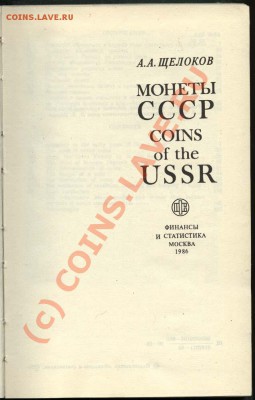 COINS.LAVE.RU
А.А. ЩЕЛОКОВ
МОНЕТЫ
СССР
COINS
of the
USSR
ФИНАНСЫ
И СТАТИСТИКА
МОСКВА
1986
(c) COINS.LAVE.RU